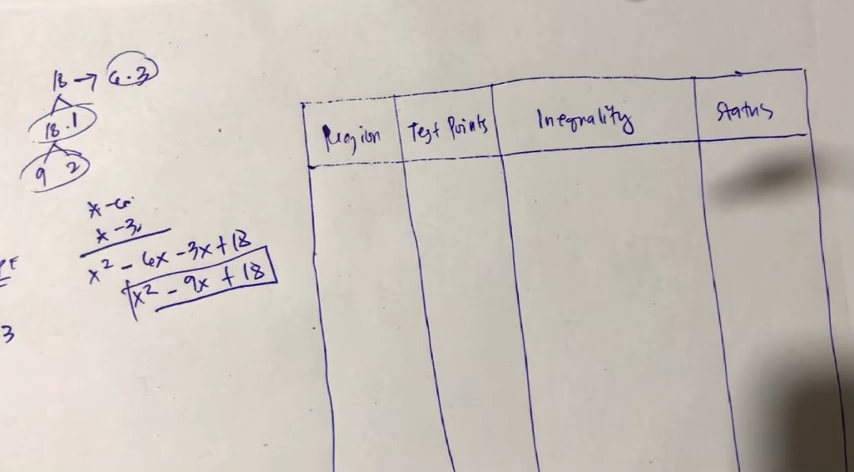 18 → 6.3
18.1
9 2
x-6
x-3
x² - 6x - 3x + 18
x² - 9x + 18
3
Region Test Points Inequality Status